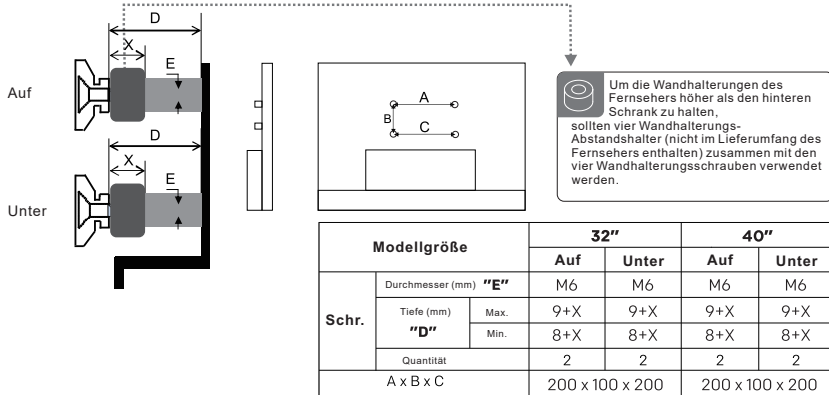 D
X
E
Auf
D
X
E
Unter
A
B
C
Um die Wandhalterungen des
Fernsehers höher als den hinteren
Schrank zu halten,
sollten vier Wandhalterungs-
Abstandshalter (nicht im Lieferumfang des
Fernsehers enthalten) zusammen mit den
vier Wandhalterungsschrauben verwendet
werden.
Modellgröße 32" 40"
Auf Unter Auf Unter
Schr. Durchmesser (mm) "E" M6 M6 M6 M6
Tiefe (mm) "D" Max. 9+X 9+X 9+X 9+X
Min. 8+X 8+X 8+X 8+X
Quantität 2 2 2 2
A x B x C 200 x 100 x 200 200 x 100 x 200